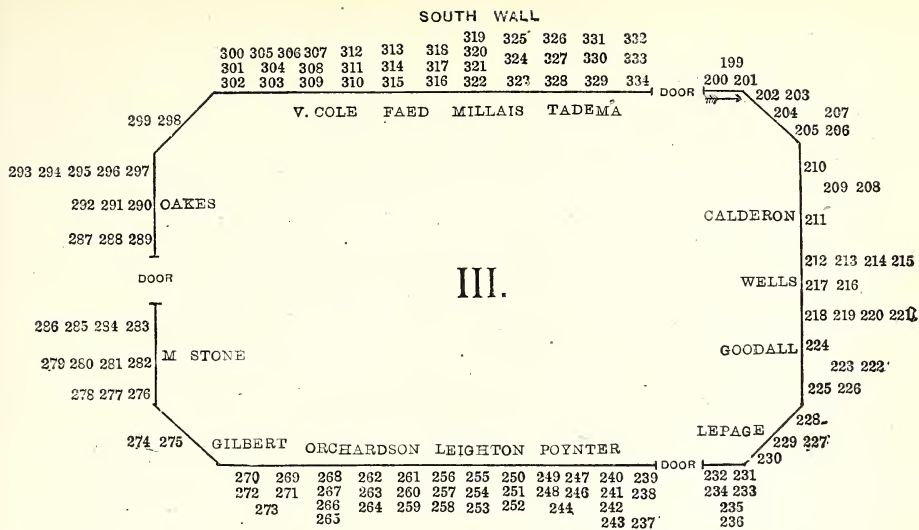 SOUTH WALL
319 325 326 331 332
300 305 306 307 312 313 318 320 324 327 330 333
301 304 308 311 314 317 321
302 303 309 310 315 316 322 323 328 329 334
DOOR
199
200 201
V. COLE FAED MILLAIS TADEMA
202 203
204 207
205 206
299 298
210
293 294 295 296 297
209 208
292 291 290 OAKES
CALDERON 211
287 288 289
212 213 214 215
DOOR
III.
WELLS 217 216
286 285 284 283
218 219 220 221
279 280 281 282 M STONE
GOODALL 224
223 222
278 277 276
225 226
LEPAGE 228
229 227
230
274 275
GILBERT ORCHARDSON LEIGHTON POYNTER
DOOR
270 269 268 262 261 256 255 250 249 247 240 239 232 231
272 271 267 263 260 257 254 251 248 246 241 238 234 233
273 266 264 259 258 253 252 244 242 235
265 243 237 236